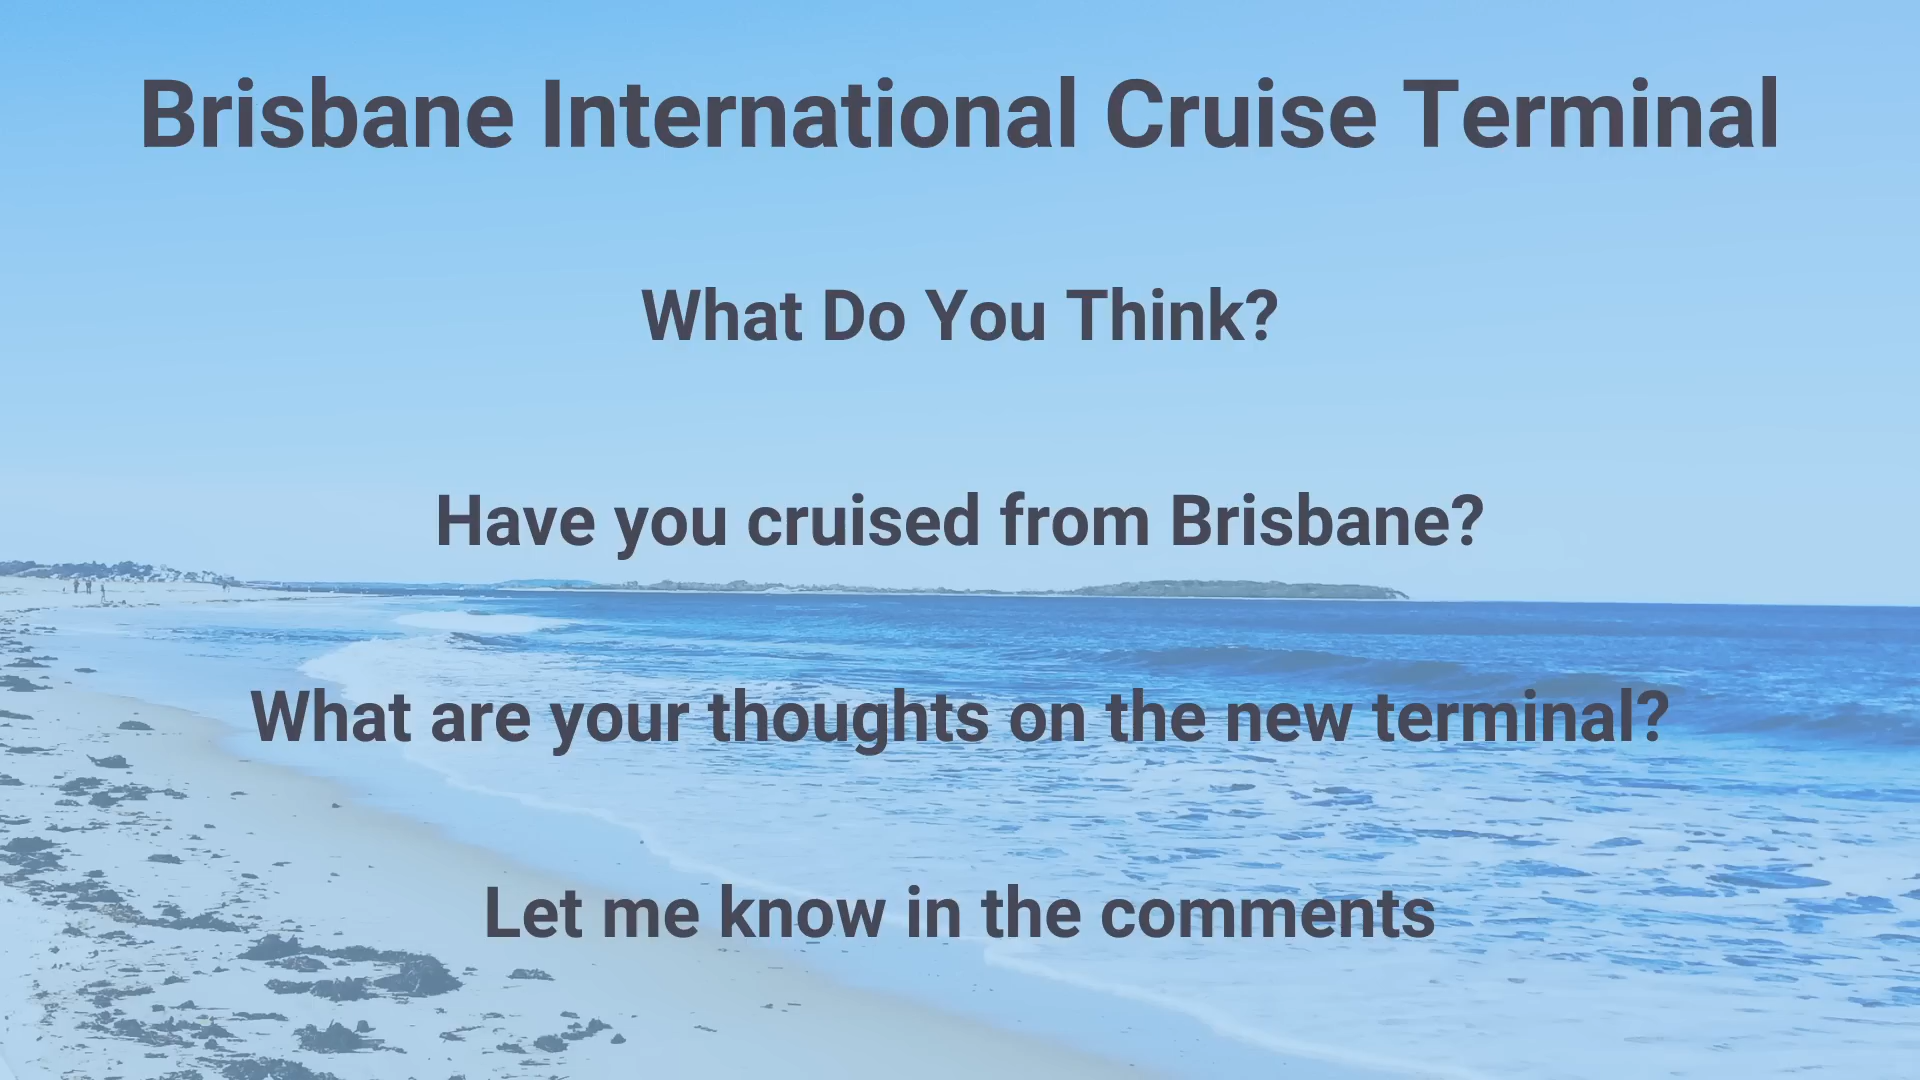 Brisbane International Cruise Terminal
What Do You Think?
Have you cruised from Brisbane?
What are your thoughts on the new terminal?
Let me know in the comments